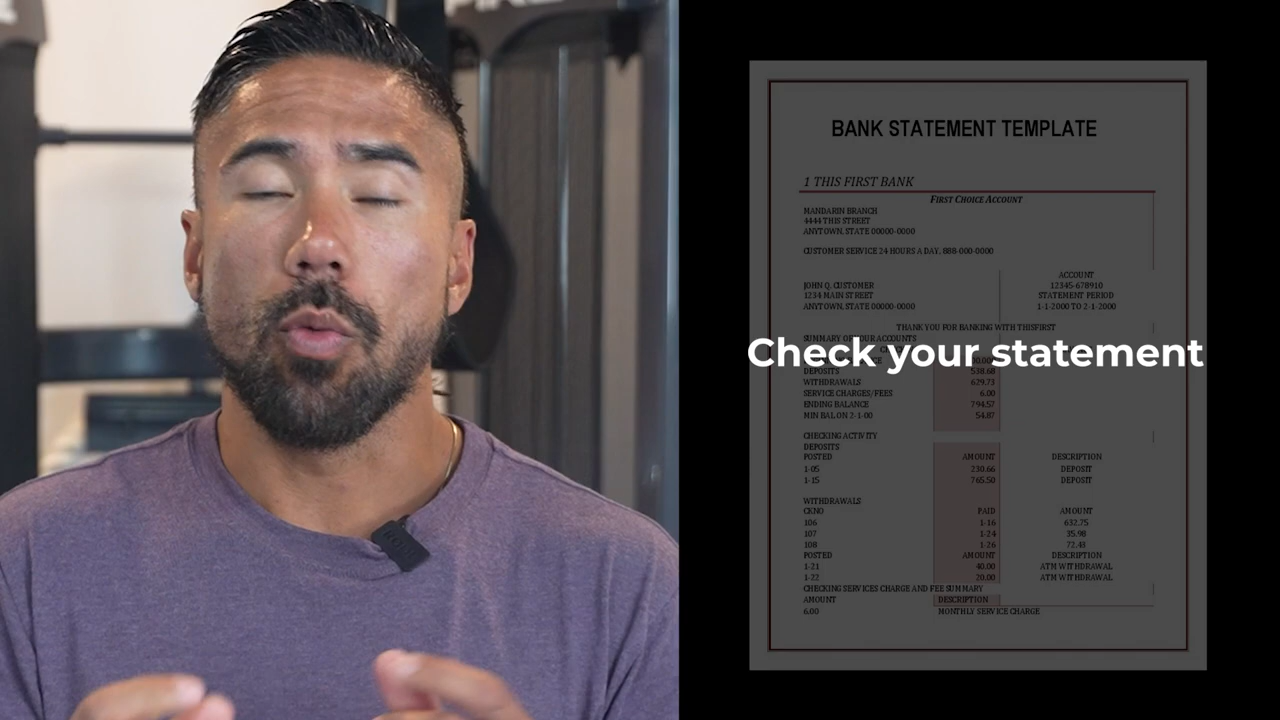 BANK STATEMENT TEMPLATE
1 THIS FIRST BANK
FIRST CHOICE ACCOUNT
MANDARIN BRANCH
4444 THIS STREET
ANYTOWN, STATE 00000-0000
CUSTOMER SERVICE 24 HOURS A DAY, 888-000-0000
ACCOUNT
JOHN Q. CUSTOMER 12345-678910
1234 MAIN STREET STATEMENT PERIOD
ANYTOWN, STATE 00000-0000 1-1-2000 TO 2-1-2000
THANK YOU FOR BANKING WITH THISFIRST
SUMMARY OF YOUR ACCOUNTS
Check your statement
DEPOSITS 538.68
WITHDRAWALS 629.73
SERVICE CHARGES/FEES 6.00
ENDING BALANCE 794.57
MIN BAL ON 2-1-00 54.87
CHECKING ACTIVITY
DEPOSITS
POSTED AMOUNT DESCRIPTION
1-05 230.66 DEPOSIT
1-15 765.50 DEPOSIT
WITHDRAWALS
CKNO PAID AMOUNT
106 1-16 632.75
107 1-24 35.98
108 1-26 72.43
POSTED AMOUNT DESCRIPTION
1-21 40.00 ATM WITHDRAWAL
1-22 20.00 ATM WITHDRAWAL
CHECKING SERVICES CHARGE AND FEE SUMMARY
AMOUNT DESCRIPTION
6.00 MONTHLY SERVICE CHARGE